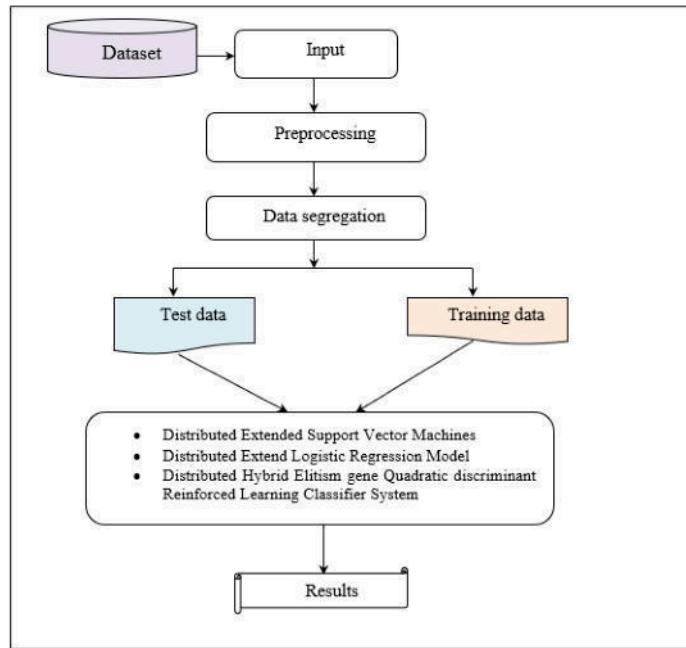 Dataset
Input
Preprocessing
Data segregation
Test data
Training data
• Distributed Extended Support Vector Machines
• Distributed Extend Logistic Regression Model
• Distributed Hybrid Elitism gene Quadratic discriminant
Reinforced Learning Classifier System
Results